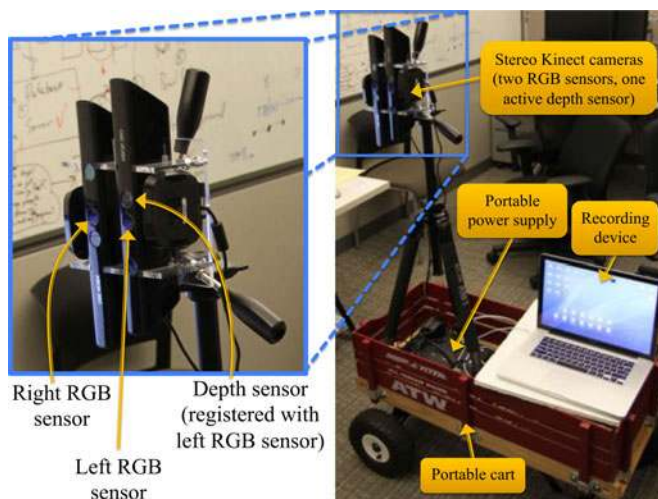 Stereo Kinect cameras
(two RGB sensors, one
active depth sensor)
Portable
power supply
Recording
device
Right RGB
sensor
Depth sensor
(registered with
left RGB sensor)
Left RGB
sensor
ATW
Portable cart